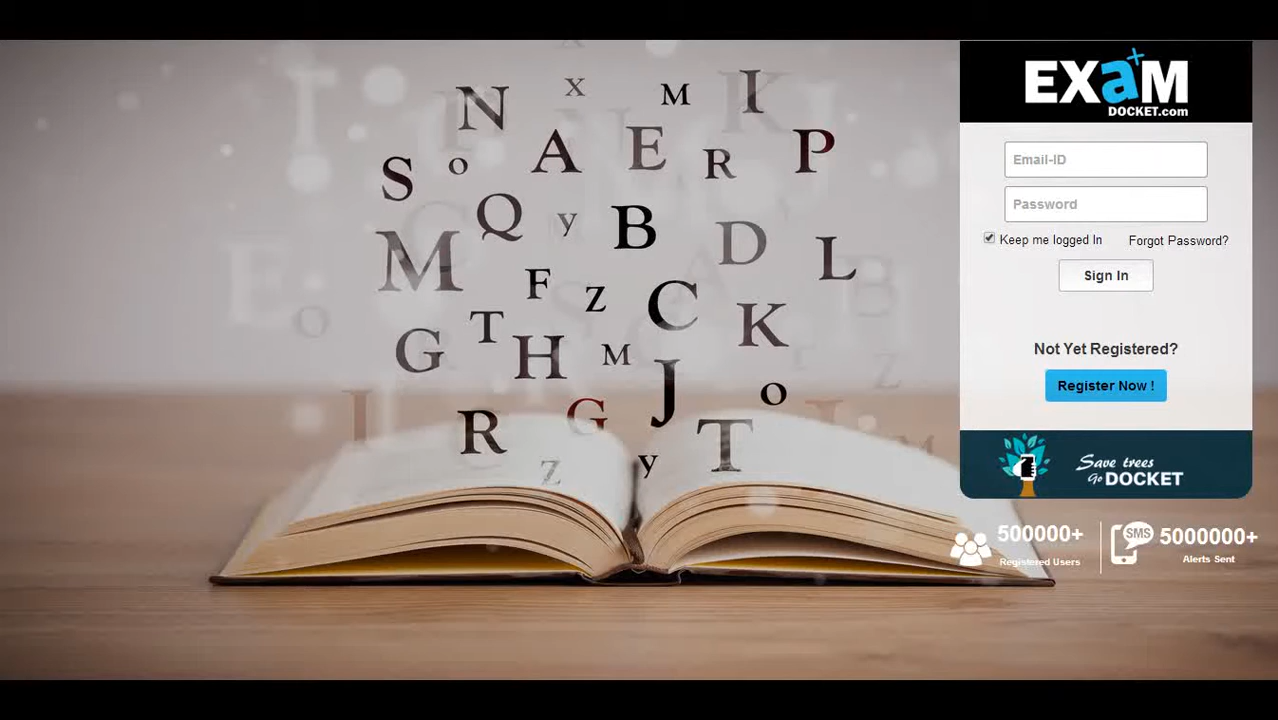 x
M
I
N
A
E
R
P
S
o
Q
y
B
D
M
L
F
Z
C
K
G
T
H
M
J
o
R
G
T
z
y
EXaM
DOCKET.com
Email-ID
Password
Keep me logged In Forgot Password?
Sign In
Not Yet Registered?
Register Now !
Save trees
Go DOCKET
500000+
Registered Users
SMS
5000000+
Alerts Sent